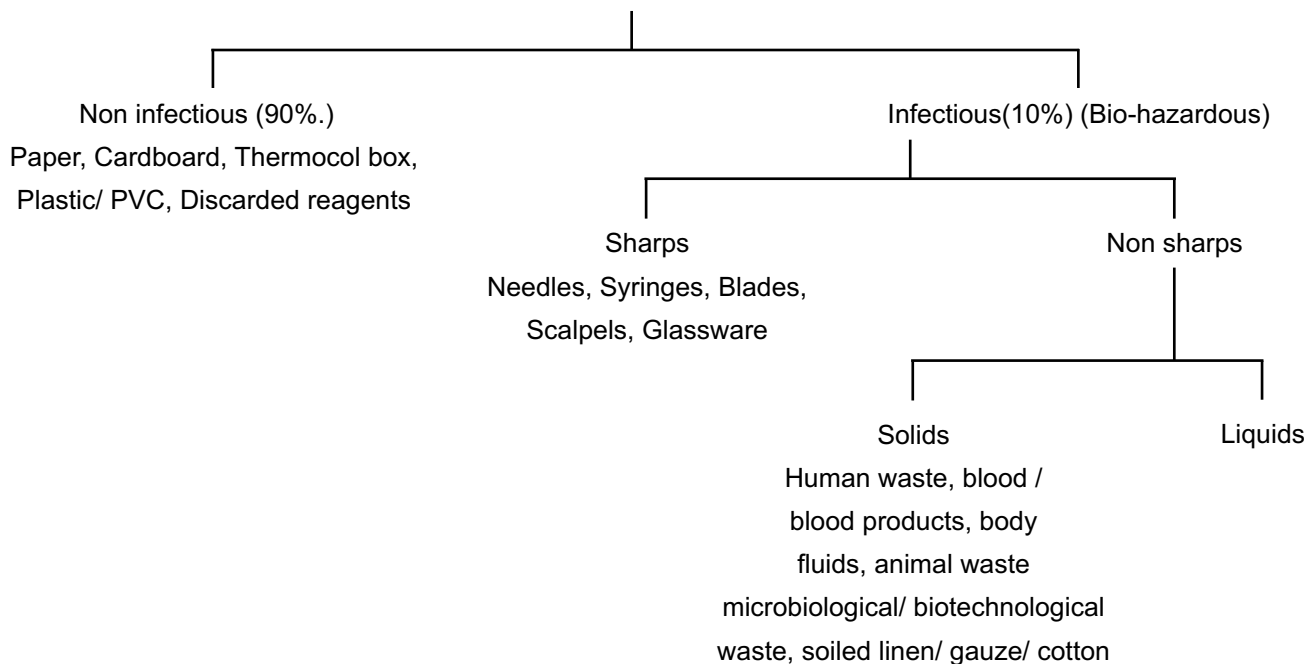 Non infectious (90%.)
Paper, Cardboard, Thermocol box,
Plastic/ PVC, Discarded reagents
Infectious(10%) (Bio-hazardous)
Sharps
Needles, Syringes, Blades,
Scalpels, Glassware
Non sharps
Solids
Human waste, blood /
blood products, body
fluids, animal waste
microbiological/ biotechnological
waste, soiled linen/ gauze/ cotton
Liquids